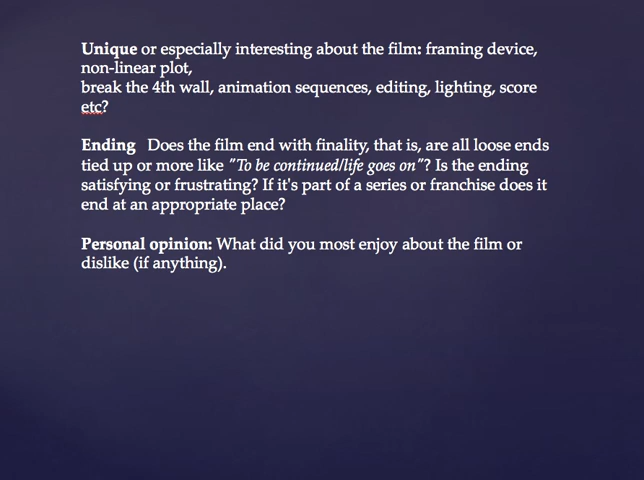 Unique or especially interesting about the film: framing device,
non-linear plot,
break the 4th wall, animation sequences, editing, lighting, score
etc?
Ending Does the film end with finality, that is, are all loose ends
tied up or more like "To be continued/life goes on"? Is the ending
satisfying or frustrating? If it's part of a series or franchise does it
end at an appropriate place?
Personal opinion: What did you most enjoy about the film or
dislike (if anything).